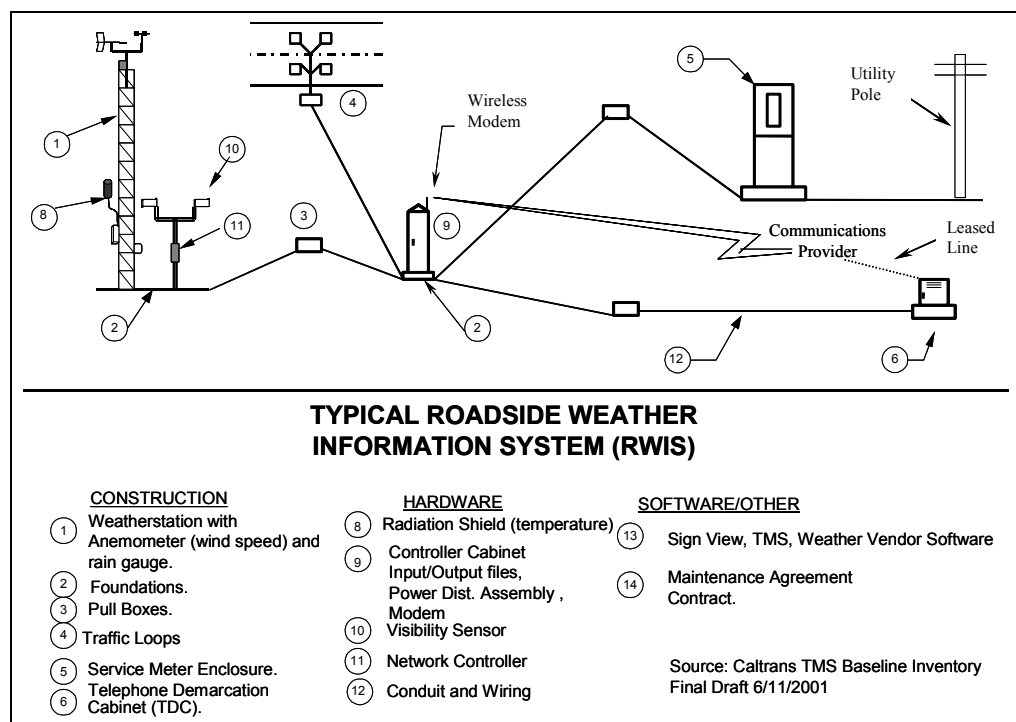 5
Utility
Pole
Wireless
Modem
4
1
10
8
11
3
9
Communications
Provider
Leased
Line
2
2
12
6
TYPICAL ROADSIDE WEATHER
INFORMATION SYSTEM (RWIS)
CONSTRUCTION
1 Weatherstation with
Anemometer (wind speed) and
rain gauge.
2 Foundations.
3 Pull Boxes.
4 Traffic Loops
5 Service Meter Enclosure.
6 Telephone Demarcation
Cabinet (TDC).
HARDWARE
8 Radiation Shield (temperature)
9 Controller Cabinet
Input/Output files,
Power Dist. Assembly ,
Modem
10 Visibility Sensor
11 Network Controller
12 Conduit and Wiring
SOFTWARE/OTHER
13 Sign View, TMS, Weather Vendor Software
14 Maintenance Agreement
Contract.
Source: Caltrans TMS Baseline Inventory
Final Draft 6/11/2001